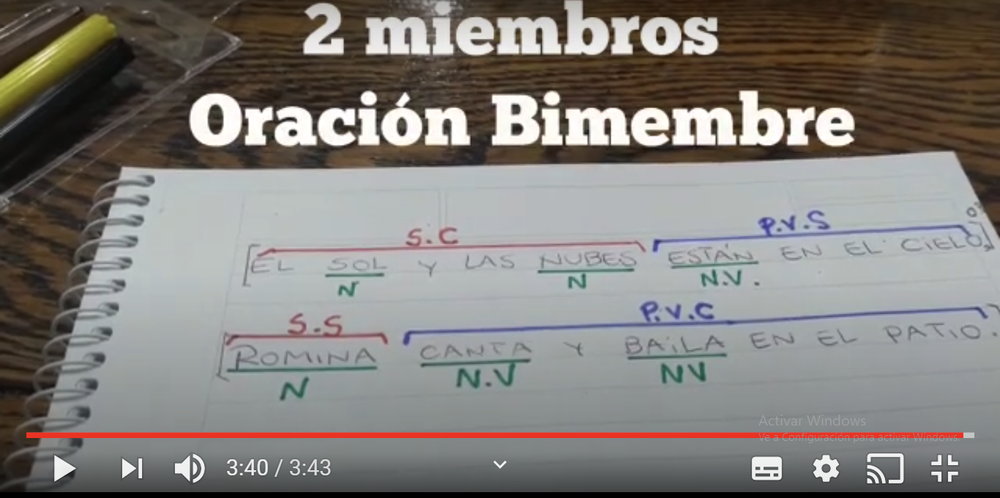 2 miembros
Oración Bimembre
S.C P.V.S
[EL SOL Y LAS NUBES ESTÁN EN EL CIELO]
N N N.V.
S.S P.V.C
[ROMINA CANTA Y BAILA EN EL PATIO.
N N.V NV
Activar Windows
Ve a Configuración para activar Windows.
3:40 / 3:43